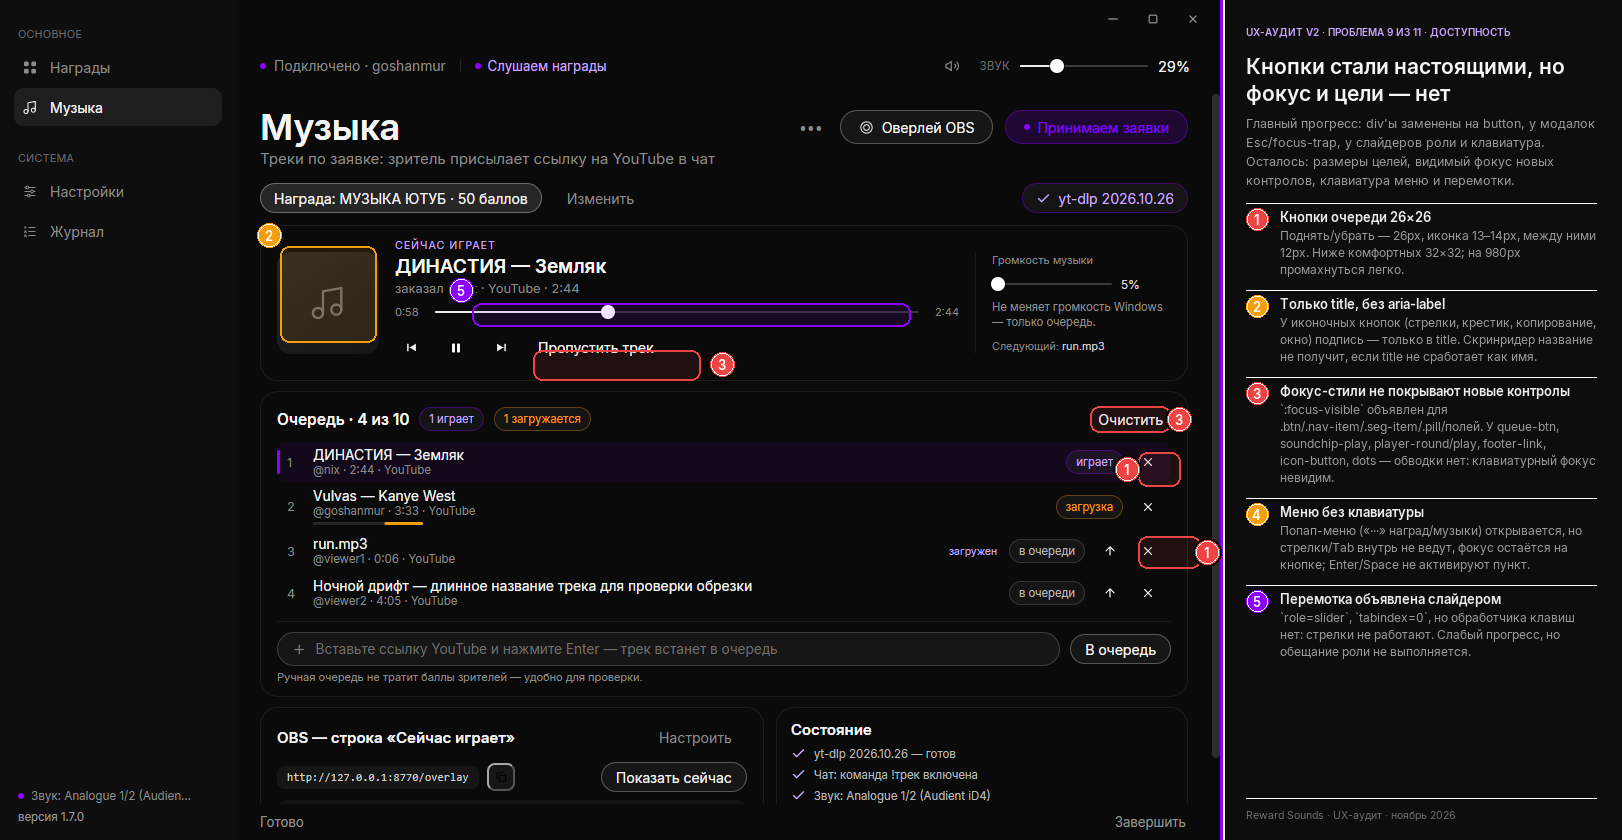 ОСНОВНОЕ
Награды
Музыка
СИСТЕМА
Настройки
Журнал
Звук: Analogue 1/2 (Audien...
версия 1.7.0
Подключено · goshanmur
Слушаем награды
ЗВУК
29%
Музыка
Треки по заявке: зритель присылает ссылку на YouTube в чат
Оверлей OBS
Принимаем заявки
Награда: МУЗЫКА ЮТУБ · 50 баллов
Изменить
yt-dlp 2026.10.26
2
СЕЙЧАС ИГРАЕТ
ДИНАСТИЯ — Земляк
заказал
5
· YouTube · 2:44
0:58
2:44
Пропустить трек
3
Громкость музыки
5%
Не меняет громкость Windows
— только очередь.
Следующий: run.mp3
Очередь · 4 из 10
1 играет
1 загружается
Очистить
3
1
ДИНАСТИЯ — Земляк
@nix · 2:44 · YouTube
играет
1
2
Vulvas — Kanye West
@goshanmur · 3:33 · YouTube
загрузка
3
run.mp3
@viewer1 · 0:06 · YouTube
загружен
в очереди
1
4
Ночной дрифт — длинное название трека для проверки обрезки
@viewer2 · 4:05 · YouTube
в очереди
Вставьте ссылку YouTube и нажмите Enter — трек встанет в очередь
В очередь
Ручная очередь не тратит баллы зрителей — удобно для проверки.
OBS — строка «Сейчас играет»
Настроить
http://127.0.0.1:8770/overlay
Показать сейчас
Состояние
yt-dlp 2026.10.26 — готов
Чат: команда !трек включена
Звук: Analogue 1/2 (Audient iD4)
Готово
Завершить
UX-АУДИТ V2 · ПРОБЛЕМА 9 ИЗ 11 · ДОСТУПНОСТЬ
Кнопки стали настоящими, но
фокус и цели — нет
Главный прогресс: div'ы заменены на button, у модалок
Esc/focus-trap, у слайдеров роли и клавиатура.
Осталось: размеры целей, видимый фокус новых
контролов, клавиатура меню и перемотки.
1
Кнопки очереди 26×26
Поднять/убрать — 26px, иконка 13–14px, между ними
12px. Ниже комфортных 32×32; на 980px
промахнуться легко.
2
Только title, без aria-label
У иконочных кнопок (стрелки, крестик, копирование,
окно) подпись — только в title. Скринридер название
не получит, если title не сработает как имя.
3
Фокус-стили не покрывают новые контролы
`:focus-visible` объявлен для
.btn/.nav-item/.seg-item/.pill/полей. У queue-btn,
soundchip-play, player-round/play, footer-link,
icon-button, dots — обводки нет: клавиатурный фокус
невидим.
4
Меню без клавиатуры
Попап-меню («···» наград/музыки) открывается, но
стрелки/Tab внутрь не ведут, фокус остаётся на
кнопке; Enter/Space не активируют пункт.
5
Перемотка объявлена слайдером
`role=slider`, `tabindex=0`, но обработчика клавиш
нет: стрелки не работают. Слабый прогресс, но
обещание роли не выполняется.
Reward Sounds · UX-аудит · ноябрь 2026